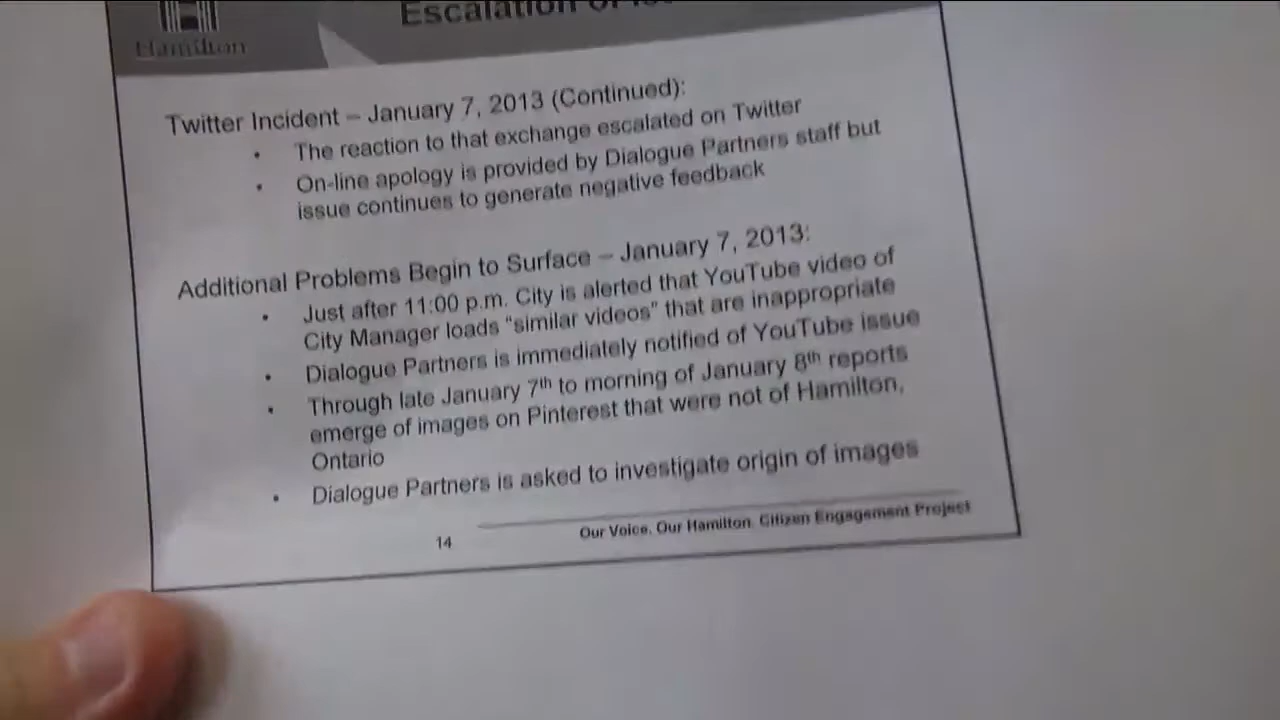 Hamilton
Escalation of
Twitter Incident – January 7, 2013 (Continued):
• The reaction to that exchange escalated on Twitter
• On-line apology is provided by Dialogue Partners staff but
issue continues to generate negative feedback
Additional Problems Begin to Surface – January 7, 2013:
• Just after 11:00 p.m. City is alerted that YouTube video of
City Manager loads “similar videos” that are inappropriate
• Dialogue Partners is immediately notified of YouTube issue
• Through late January 7th to morning of January 8th reports
emerge of images on Pinterest that were not of Hamilton,
Ontario
• Dialogue Partners is asked to investigate origin of images
Our Voice. Our Hamilton. Citizen Engagement Project
14